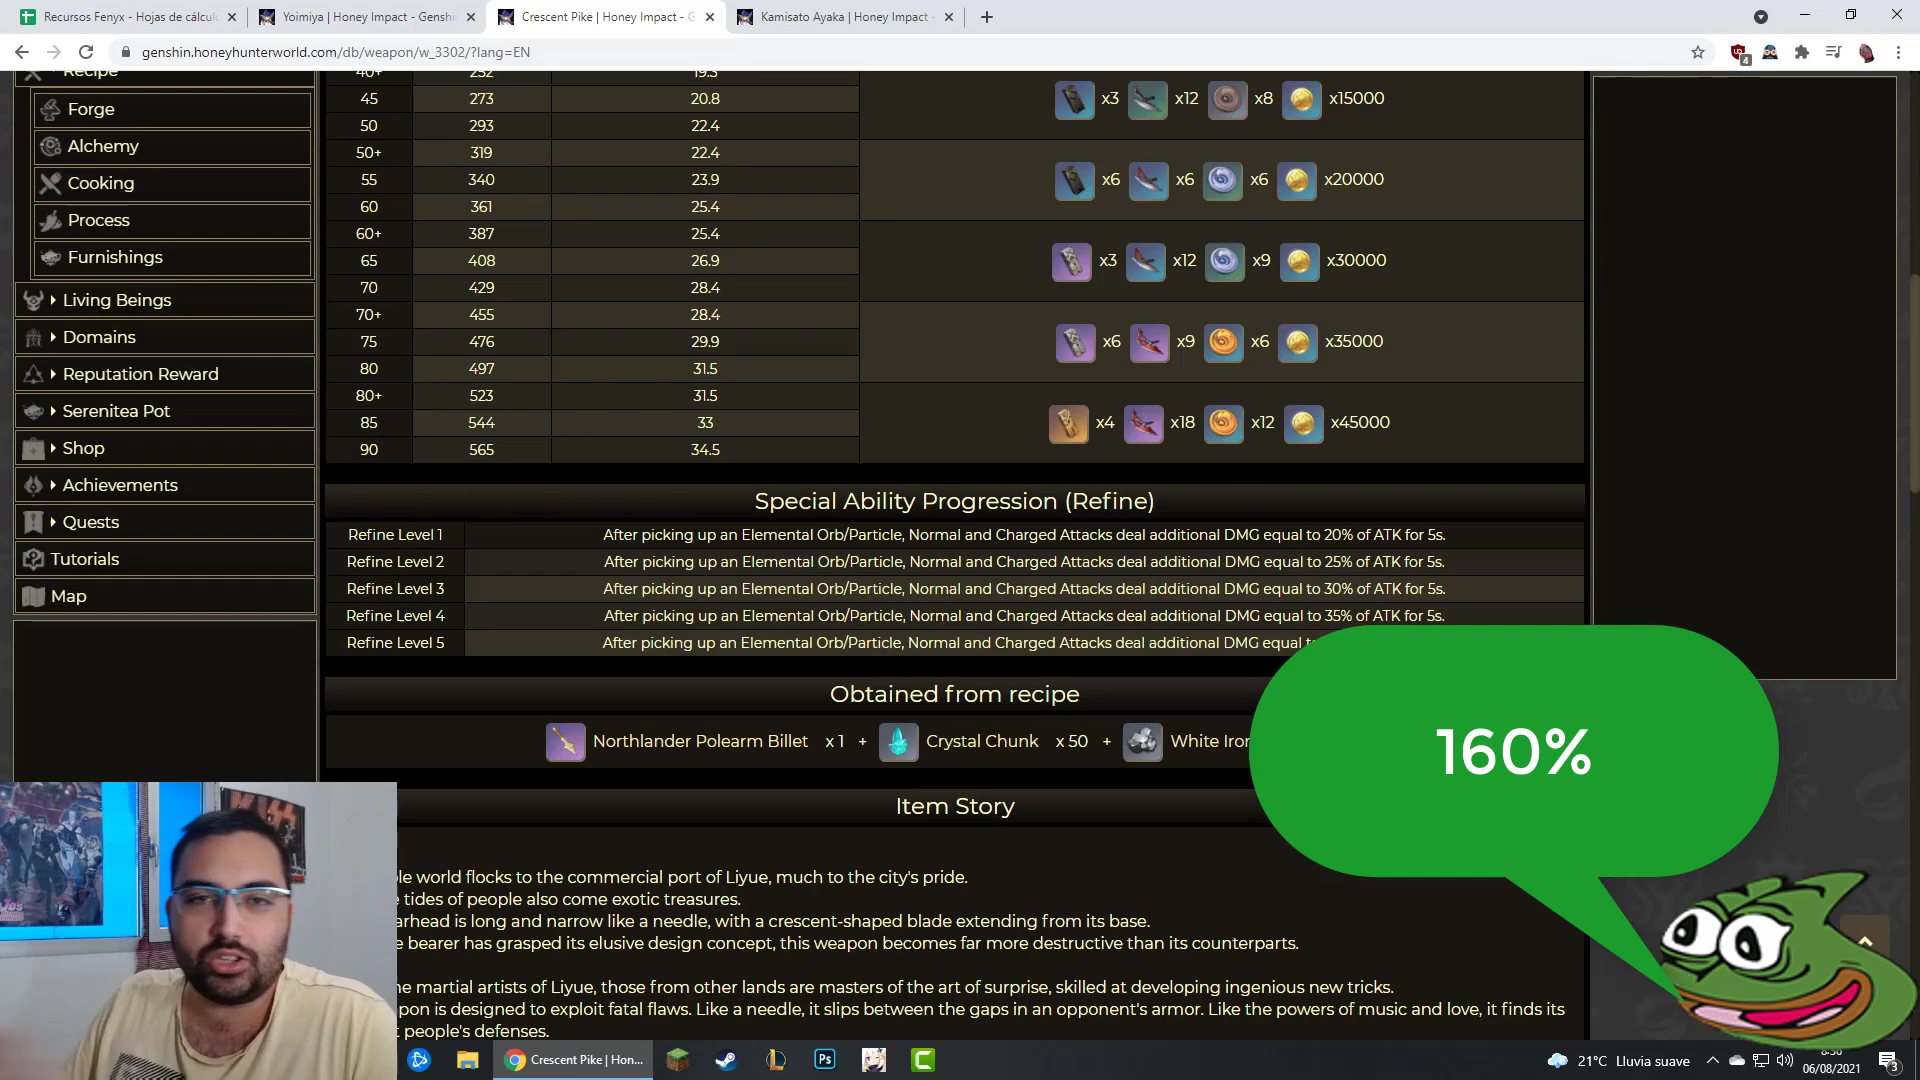 Recursos Fenyx - Hojas de cálcu
Yoimiya | Honey Impact - Genshi
Crescent Pike | Honey Impact - G
Kamisato Ayaka | Honey Impact -
genshin.honeyhunterworld.com/db/weapon/w_3302/?lang=EN
4
Recipe
Forge
Alchemy
Cooking
Process
Furnishings
Living Beings
Domains
Reputation Reward
Serenitea Pot
Shop
Achievements
Quests
Tutorials
Map
40+ 252 19.3
45 273 20.8
50 293 22.4
x3 x12 x8 x15000
50+ 319 22.4
55 340 23.9
60 361 25.4
x6 x6 x6 x20000
60+ 387 25.4
65 408 26.9
70 429 28.4
x3 x12 x9 x30000
70+ 455 28.4
75 476 29.9
80 497 31.5
x6 x9 x6 x35000
80+ 523 31.5
85 544 33
90 565 34.5
x4 x18 x12 x45000
Special Ability Progression (Refine)
Refine Level 1 After picking up an Elemental Orb/Particle, Normal and Charged Attacks deal additional DMG equal to 20% of ATK for 5s.
Refine Level 2 After picking up an Elemental Orb/Particle, Normal and Charged Attacks deal additional DMG equal to 25% of ATK for 5s.
Refine Level 3 After picking up an Elemental Orb/Particle, Normal and Charged Attacks deal additional DMG equal to 30% of ATK for 5s.
Refine Level 4 After picking up an Elemental Orb/Particle, Normal and Charged Attacks deal additional DMG equal to 35% of ATK for 5s.
Refine Level 5 After picking up an Elemental Orb/Particle, Normal and Charged Attacks deal additional DMG equal
Obtained from recipe
Northlander Polearm Billet x 1 + Crystal Chunk x 50 + White Iron
160%
Item Story
world flocks to the commercial port of Liyue, much to the city's pride.
tides of people also come exotic treasures.
arhead is long and narrow like a needle, with a crescent-shaped blade extending from its base.
bearer has grasped its elusive design concept, this weapon becomes far more destructive than its counterparts.
martial artists of Liyue, those from other lands are masters of the art of surprise, skilled at developing ingenious new tricks.
pon is designed to exploit fatal flaws. Like a needle, it slips between the gaps in an opponent's armor. Like the powers of music and love, it finds its
people's defenses.
Crescent Pike | Hon...
Ps
21°C Lluvia suave
8:30
06/08/2021
3